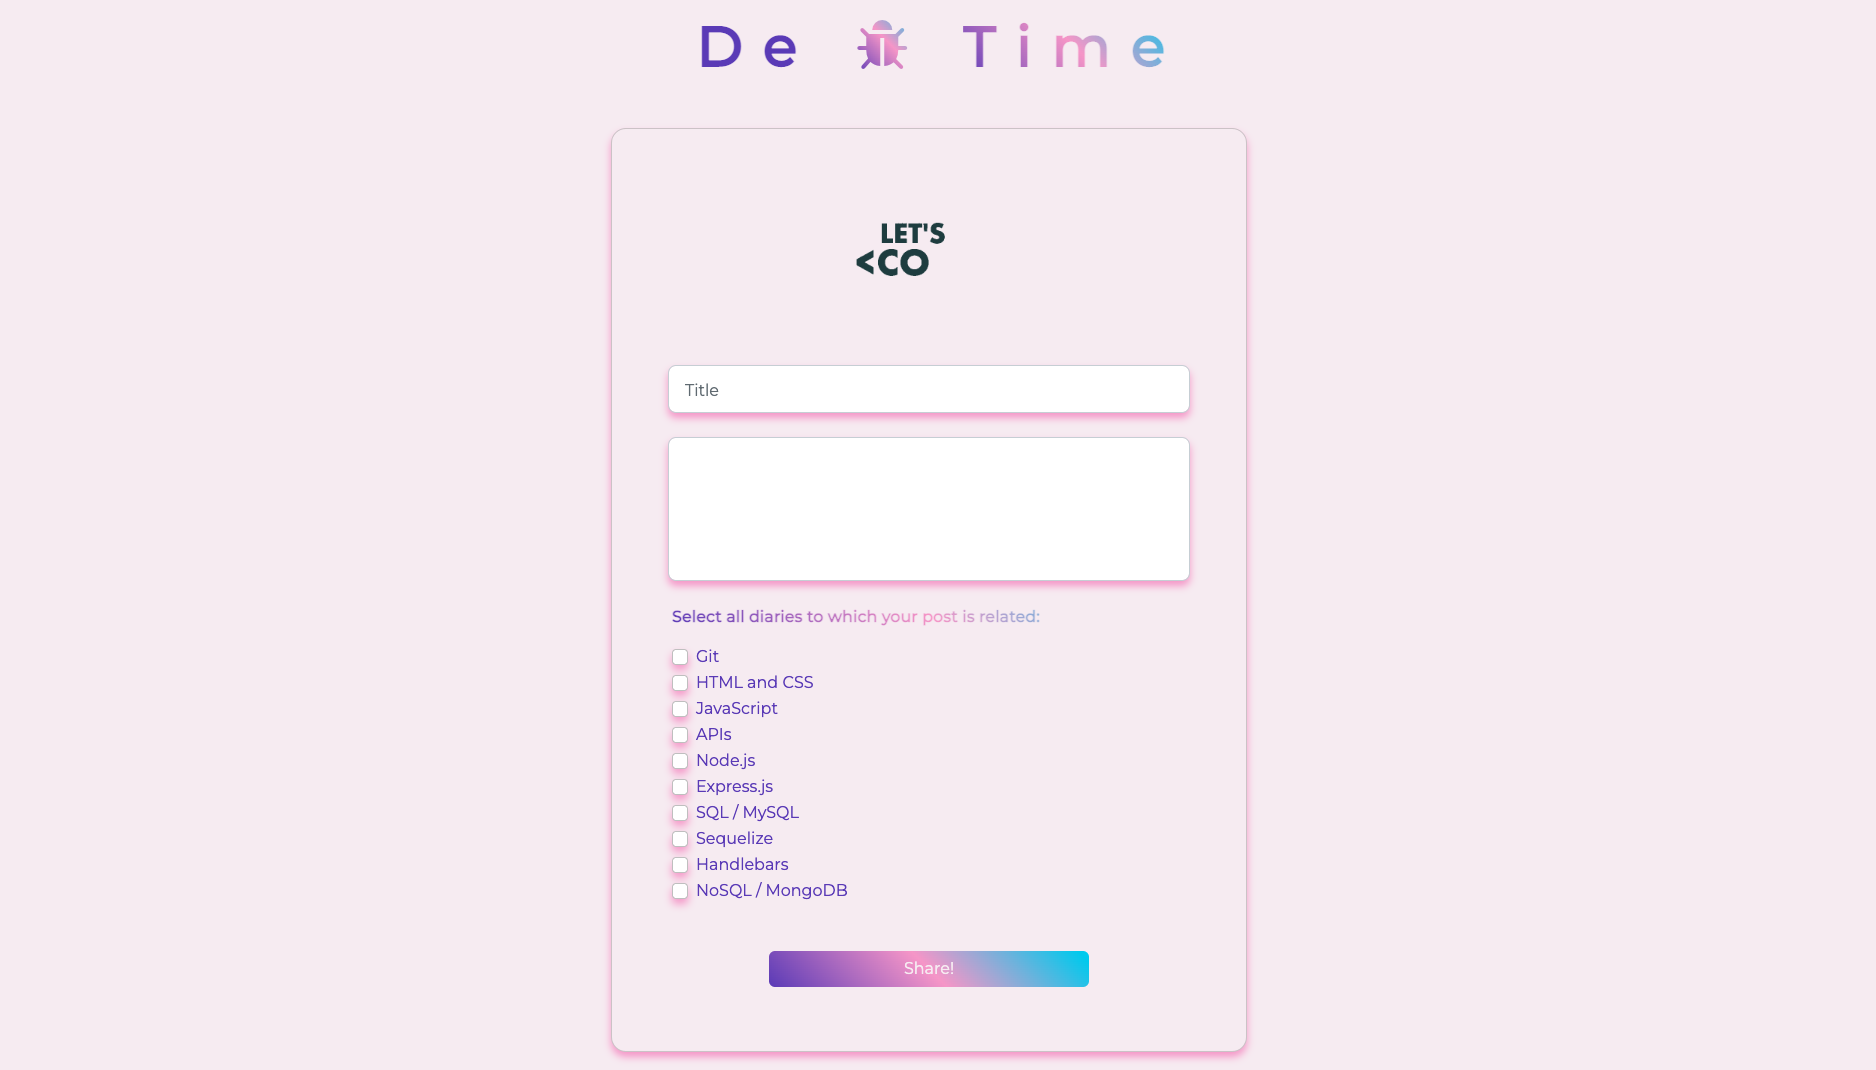 De Time
LET'S
<CO
Title
Select all diaries to which your post is related:
Git
HTML and CSS
JavaScript
APIs
Node.js
Express.js
SQL / MySQL
Sequelize
Handlebars
NoSQL / MongoDB
Share!